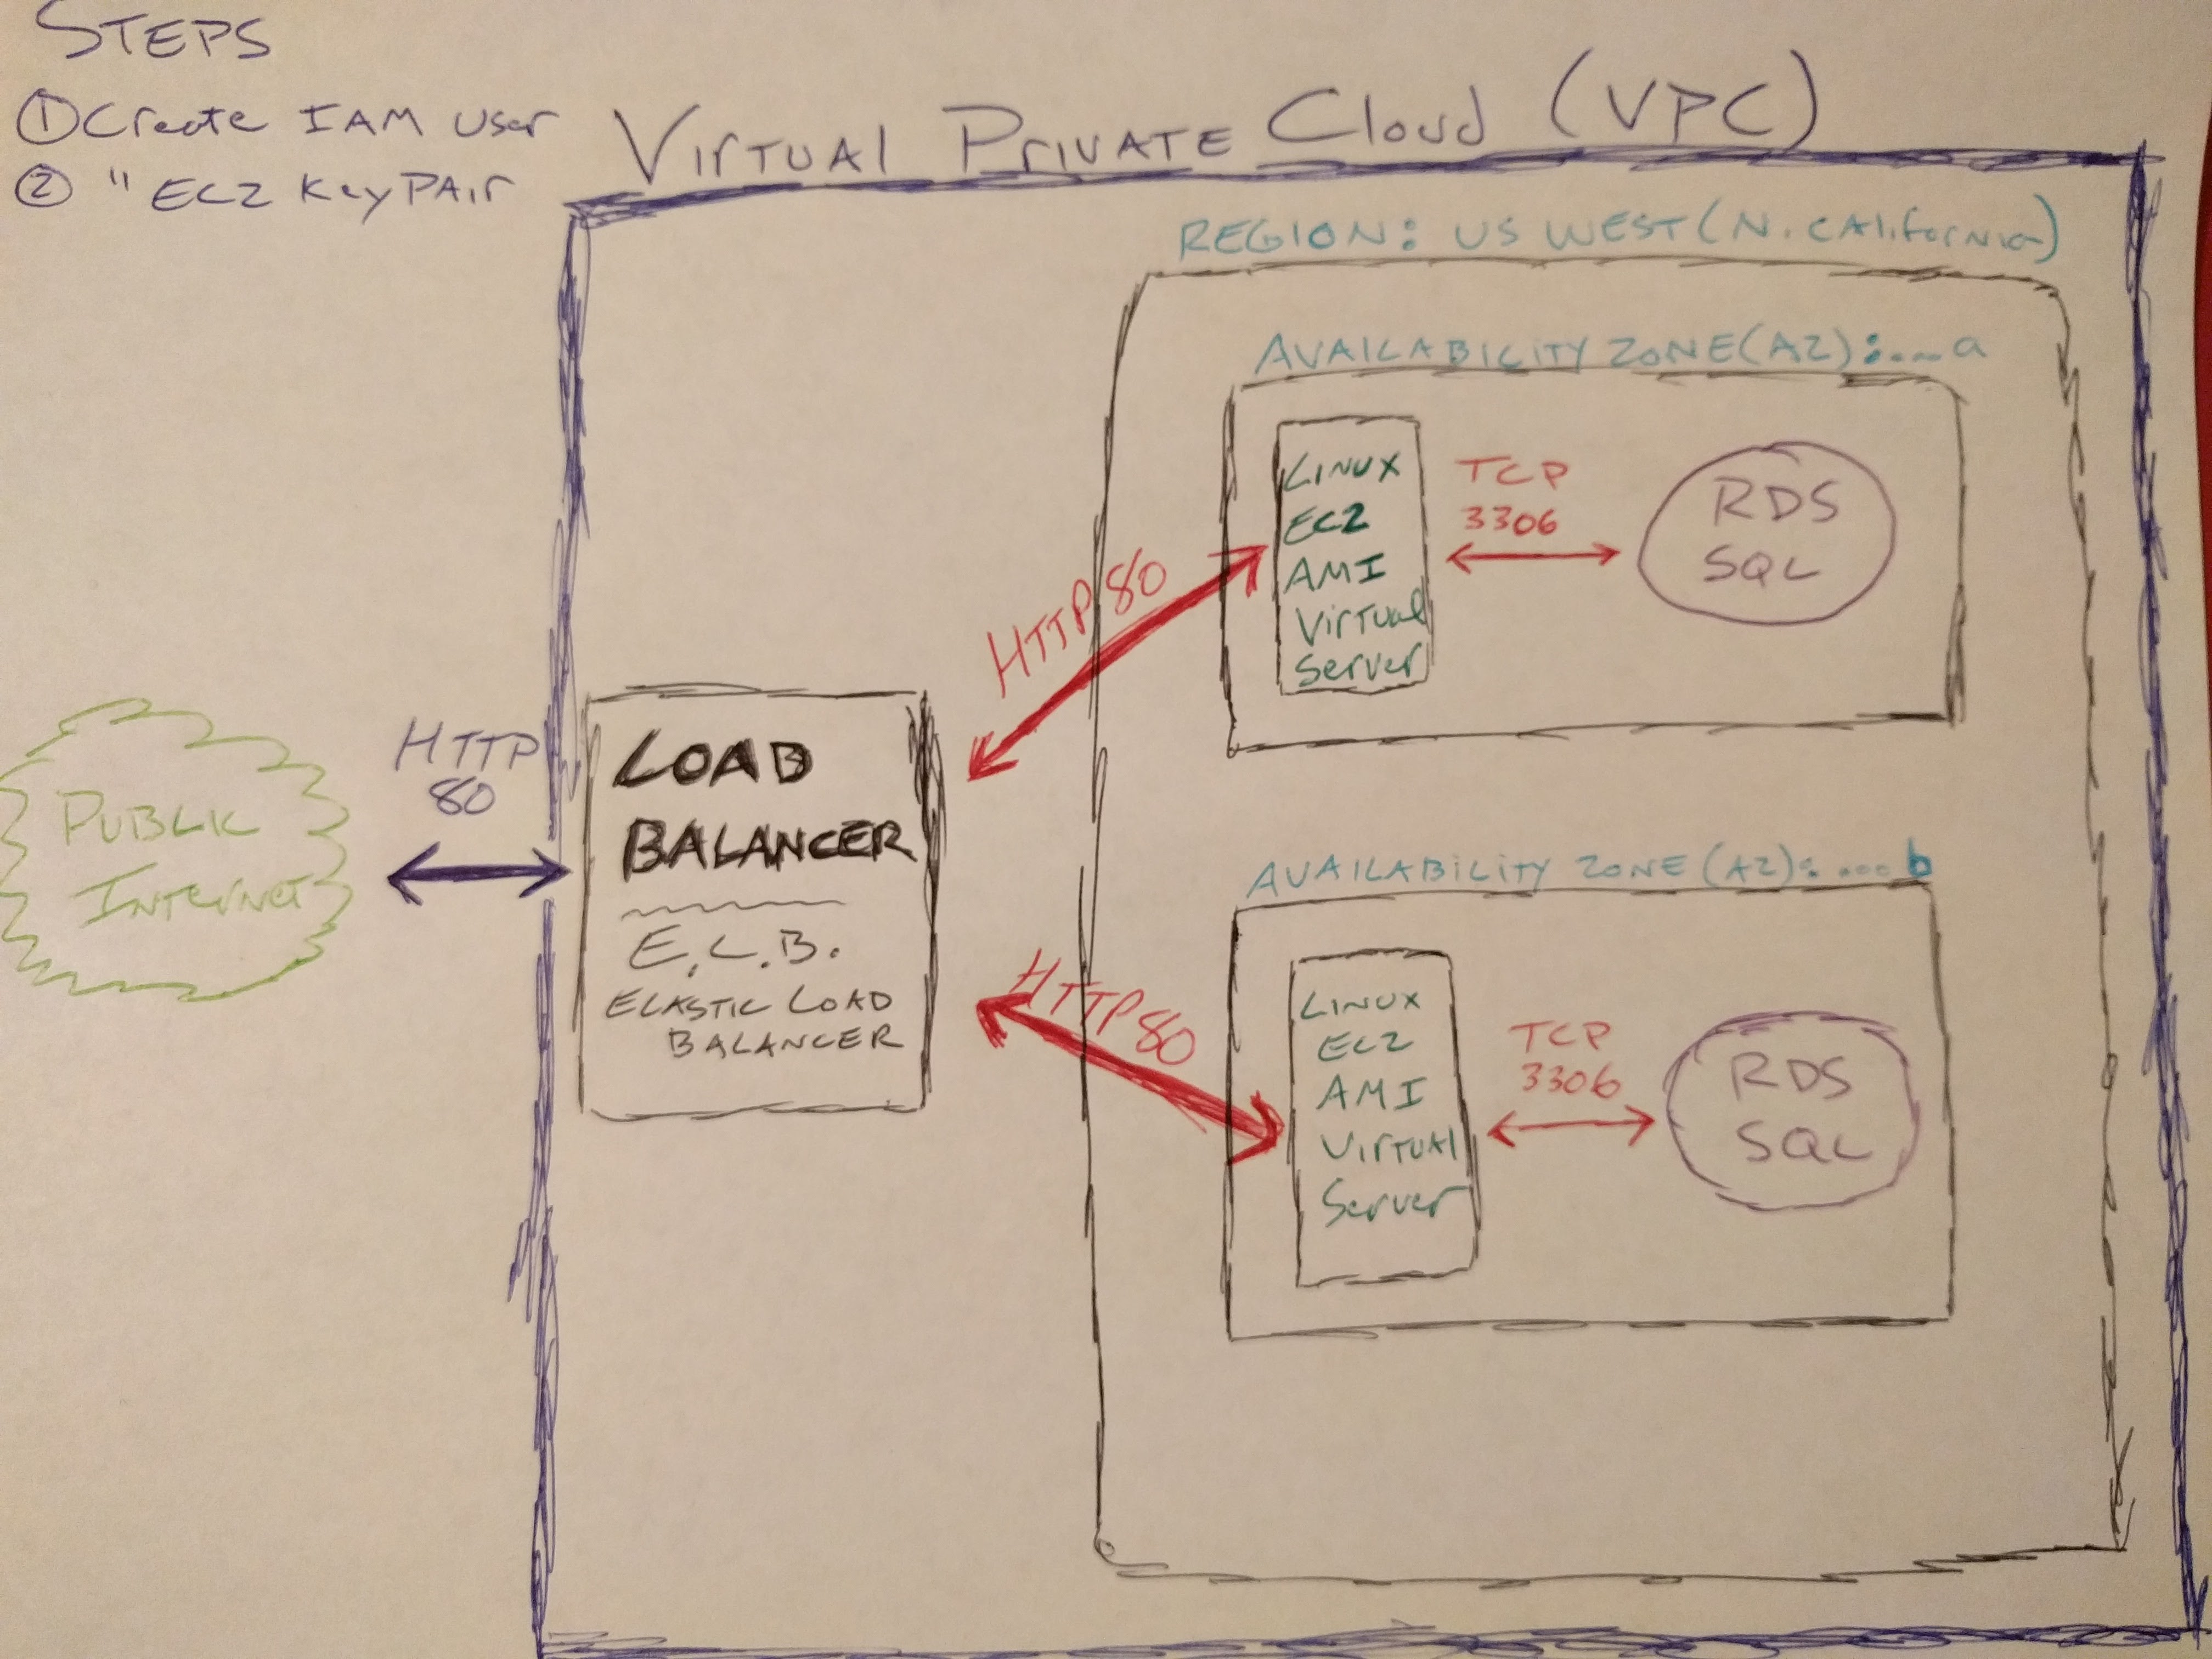 STEPS
① Create IAM User
② " EC2 Key PAir
VirTUAl PrIVATE Cloud (VPC)
REGION: US WEST (N. CAliforNia)
AVAILABILITY ZONE (AZ):....a
LINUX
EC2
AMI
VirTual
Server
TCP
3306
RDS
SQL
HTTP 80
PUBLIC
INTerNeT
HTTP
80
LOAD
BALANCER
E.L.B.
ELASTIC LOAD
BALANCER
HTTP 80
AVAILABILITY ZONE (AZ): ....b
LINUX
EC2
AMI
VIrTUAl
Server
TCP
3306
RDS
SQL